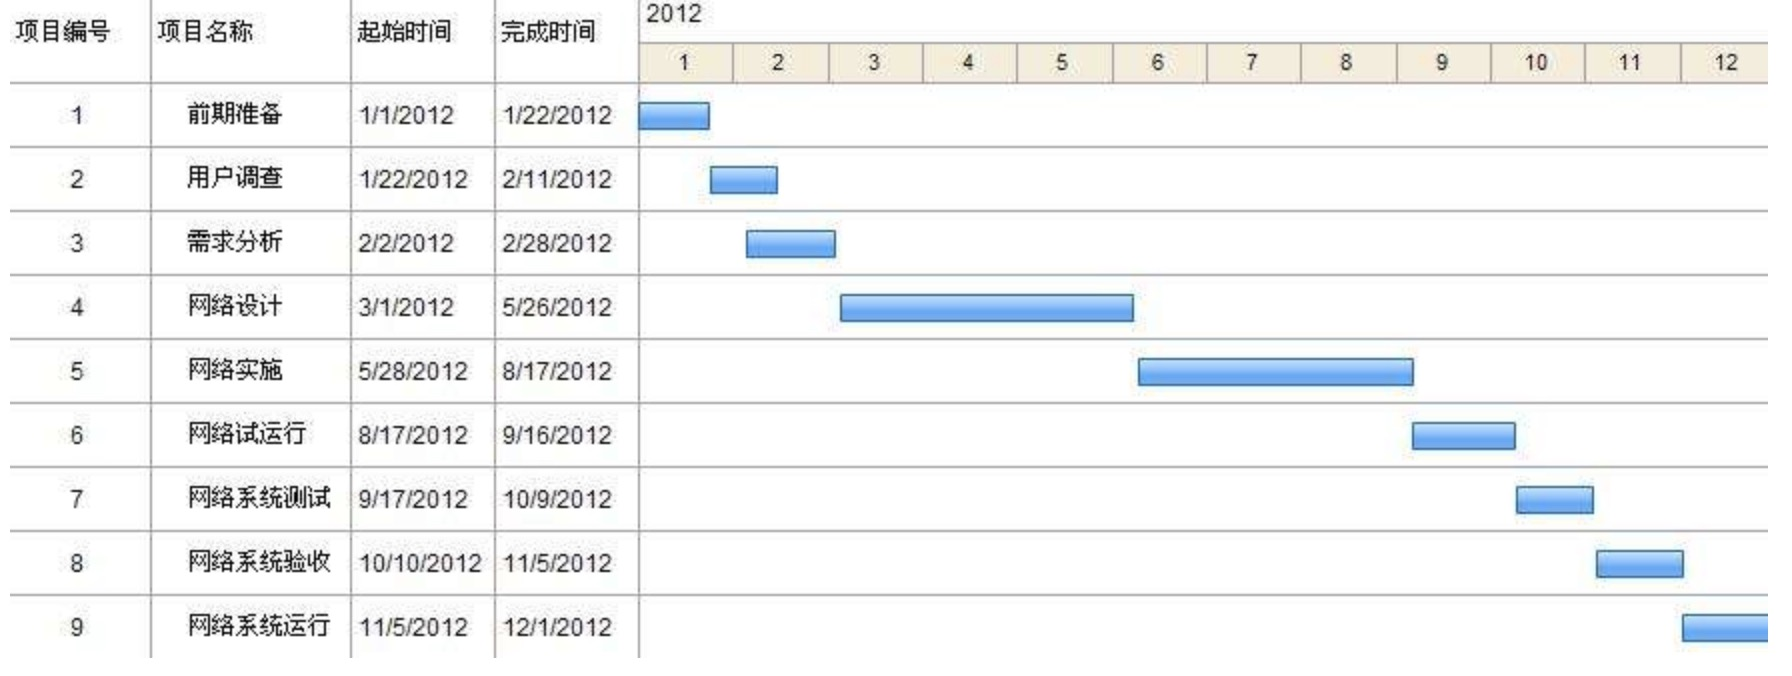 项目编号 项目名称 起始时间 完成时间 2012
1 2 3 4 5 6 7 8 9 10 11 12
1 前期准备 1/1/2012 1/22/2012
2 用户调查 1/22/2012 2/11/2012
3 需求分析 2/2/2012 2/28/2012
4 网络设计 3/1/2012 5/26/2012
5 网络实施 5/28/2012 8/17/2012
6 网络试运行 8/17/2012 9/16/2012
7 网络系统测试 9/17/2012 10/9/2012
8 网络系统验收 10/10/2012 11/5/2012
9 网络系统运行 11/5/2012 12/1/2012